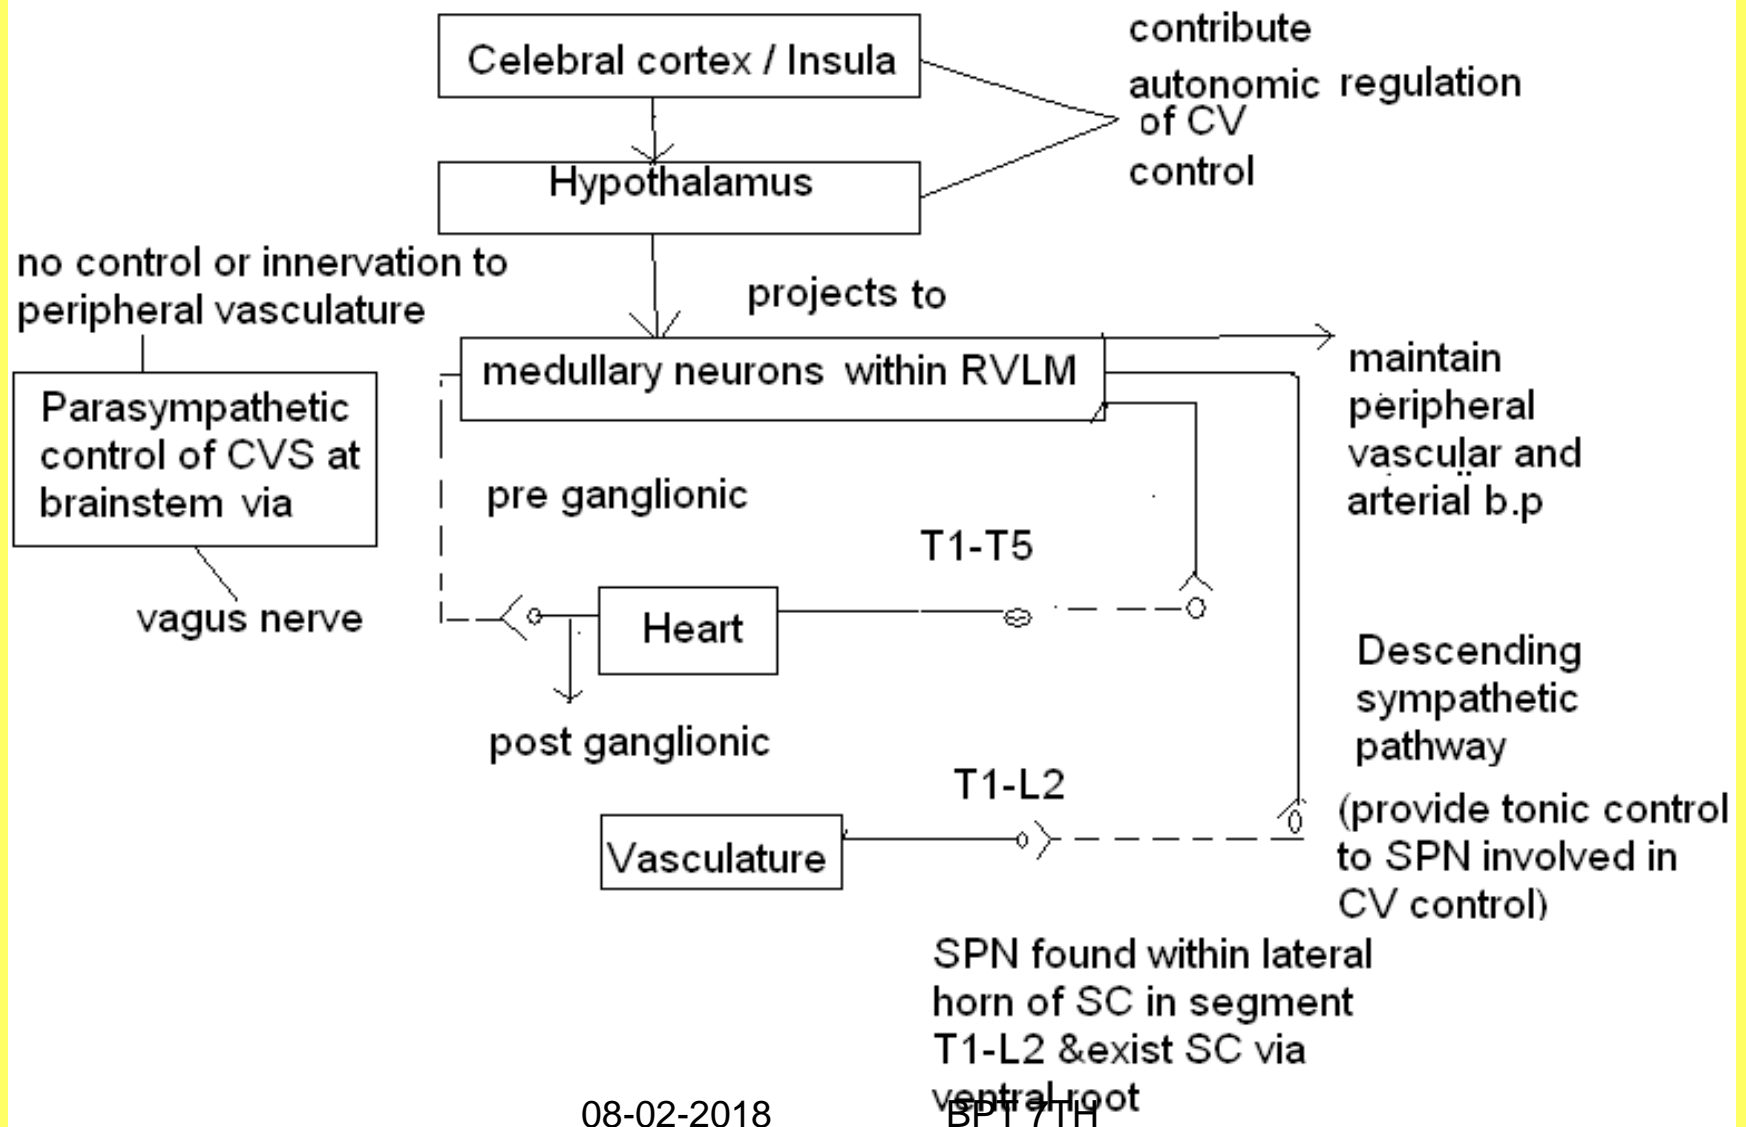 Celebral cortex / Insula
contribute
autonomic regulation
of CV
control
Hypothalamus
no control or innervation to
peripheral vasculature
projects to
medullary neurons within RVLM
maintain
peripheral
vascular and
arterial b.p
Parasympathetic
control of CVS at
brainstem via
pre ganglionic
T1-T5
vagus nerve
Heart
Descending
sympathetic
pathway
post ganglionic
T1-L2
(provide tonic control
to SPN involved in
CV control)
Vasculature
SPN found within lateral
horn of SC in segment
T1-L2 &exist SC via
ventral root
08-02-2018
BPT 7TH